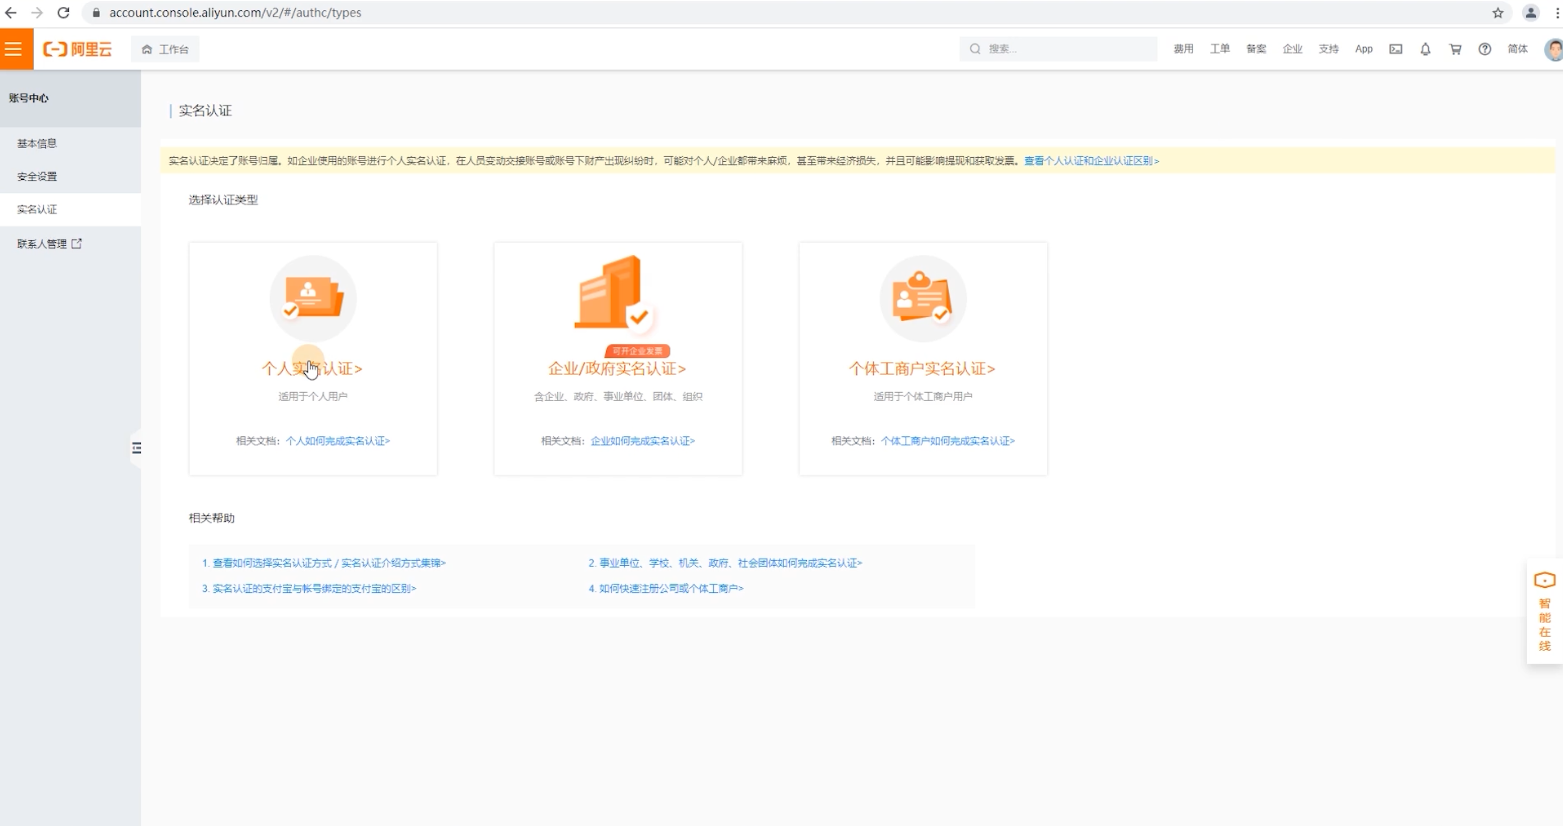 account.console.aliyun.com/v2/#/authc/types
阿里云
工作台
搜索...
费用
工单
备案
企业
支持
App
简体
账号中心
基本信息
安全设置
实名认证
联系人管理
实名认证
实名认证决定了账号归属。如企业使用的账号进行个人实名认证，在人员变动交接账号或账号下财产出现纠纷时，可能对个人/企业都带来麻烦，甚至带来经济损失，并且可能影响提现和获取发票。查看个人认证和企业认证区别>
选择认证类型
个人实名认证>
适用于个人用户
相关文档：个人如何完成实名认证>
可开企业发票
企业/政府实名认证>
含企业、政府、事业单位、团体、组织
相关文档：企业如何完成实名认证>
个体工商户实名认证>
适用于个体工商户用户
相关文档：个体工商户如何完成实名认证>
相关帮助
1. 查看如何选择实名认证方式 / 实名认证介绍方式集锦>
2. 事业单位、学校、机关、政府、社会团体如何完成实名认证>
3. 实名认证的支付宝与帐号绑定的支付宝的区别>
4. 如何快速注册公司或个体工商户>
智能在线